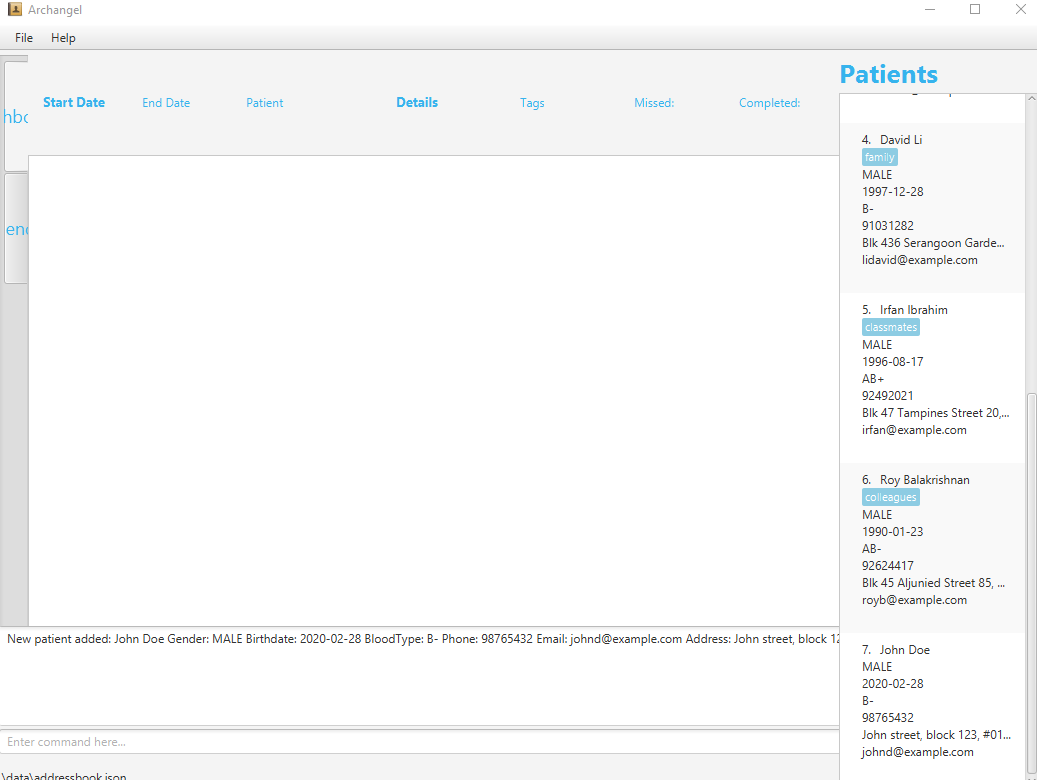 Archangel
File Help
Start Date End Date Patient Details Tags Missed: Completed:
Patients
4. David Li
family
MALE
1997-12-28
B-
91031282
Blk 436 Serangoon Garde...
lidavid@example.com
5. Irfan Ibrahim
classmates
MALE
1996-08-17
AB+
92492021
Blk 47 Tampines Street 20,...
irfan@example.com
6. Roy Balakrishnan
colleagues
MALE
1990-01-23
AB-
92624417
Blk 45 Aljunied Street 85, ...
royb@example.com
7. John Doe
MALE
2020-02-28
B-
98765432
John street, block 123, #01...
johnd@example.com
New patient added: John Doe Gender: MALE Birthdate: 2020-02-28 BloodType: B- Phone: 98765432 Email: johnd@example.com Address: John street, block 12
Enter command here...
\data\addressbook.json